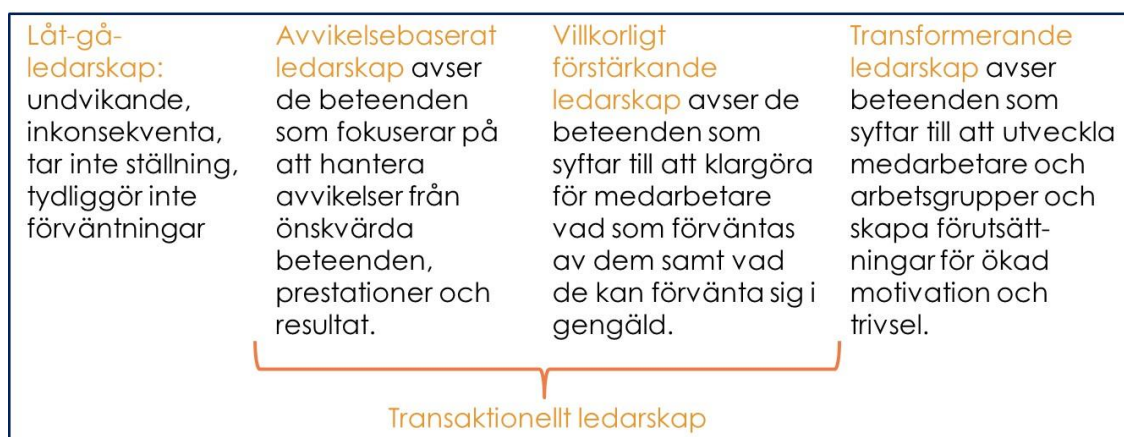 Låt-gå-
ledarskap:
undvikande,
inkonsekventa,
tar inte ställning,
tydliggör inte
förväntningar
Avvikelsebaserat
ledarskap avser
de beteenden
som fokuserar på
att hantera
avvikelser från
önskvärda
beteenden,
prestationer och
resultat.
Villkorligt
förstärkande
ledarskap avser de
beteenden som
syftar till att klargöra
för medarbetare
vad som förväntas
av dem samt vad
de kan förvänta sig i
gengäld.
Transformerande
ledarskap avser
beteenden som
syftar till att utveckla
medarbetare och
arbetsgrupper och
skapa förutsätt-
ningar för ökad
motivation och
trivsel.
Transaktionellt ledarskap